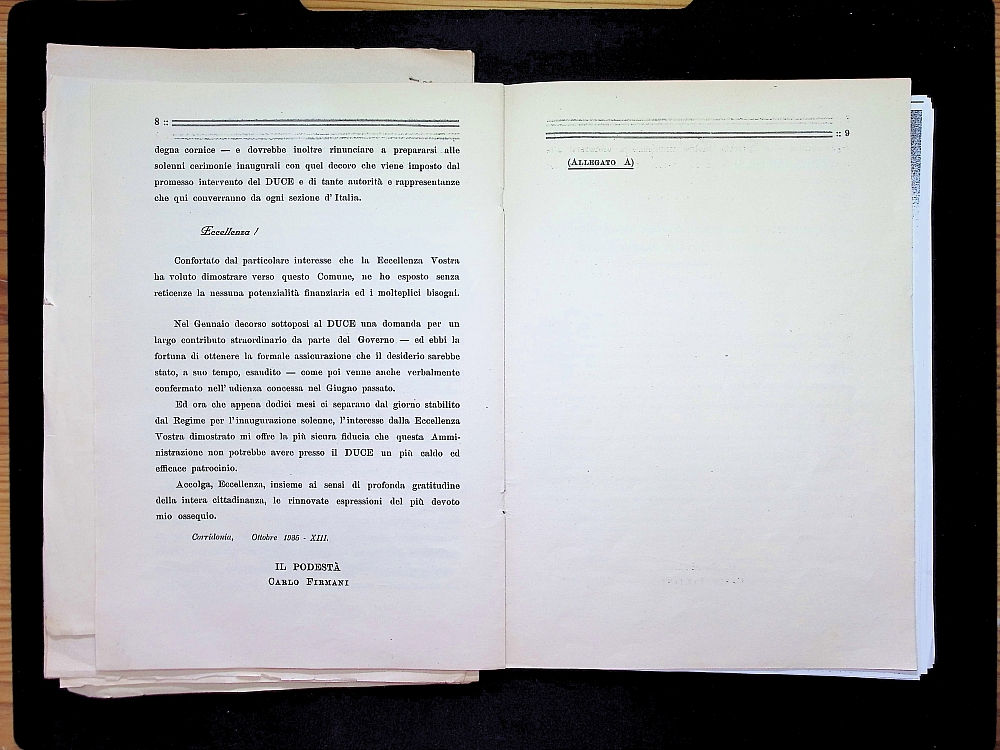 8 ::
degna cornice — e dovrebbe inoltre rinunciare a prepararsi alle
solenni cerimonie inaugurali con quel decoro che viene imposto dal
promesso intervento del DUCE e di tante autorità e rappresentanze
che qui converranno da ogni sezione d' Italia.
Eccellenza !
Confortato dal particolare interesse che la Eccellenza Vostra
ha voluto dimostrare verso questo Comune, ne ho esposto senza
reticenze la nessuna potenzialità finanziaria ed i molteplici bisogni.
Nel Gennaio decorso sottoposi al DUCE una domanda per un
largo contributo straordinario da parte del Governo — ed ebbi la
fortuna di ottenere la formale assicurazione che il desiderio sarebbe
stato, a suo tempo, esaudito — come poi venne anche verbalmente
confermato nell' udienza concessa nel Giugno passato.
Ed ora che appena dodici mesi ci separano dal giorno stabilito
dal Regime per l'inaugurazione solenne, l'interesse dalla Eccellenza
Vostra dimostrato mi offre la più sicura fiducia che questa Ammi-
nistrazione non potrebbe avere presso il DUCE un più caldo ed
efficace patrocinio.
Accolga, Eccellenza, insieme ai sensi di profonda gratitudine
della intera cittadinanza, le rinnovate espressioni del più devoto
mio ossequio.
Corridonia, Ottobre 1935 - XIII.
IL PODESTÀ
CARLO FIRMANI
:: 9
(ALLEGATO A)